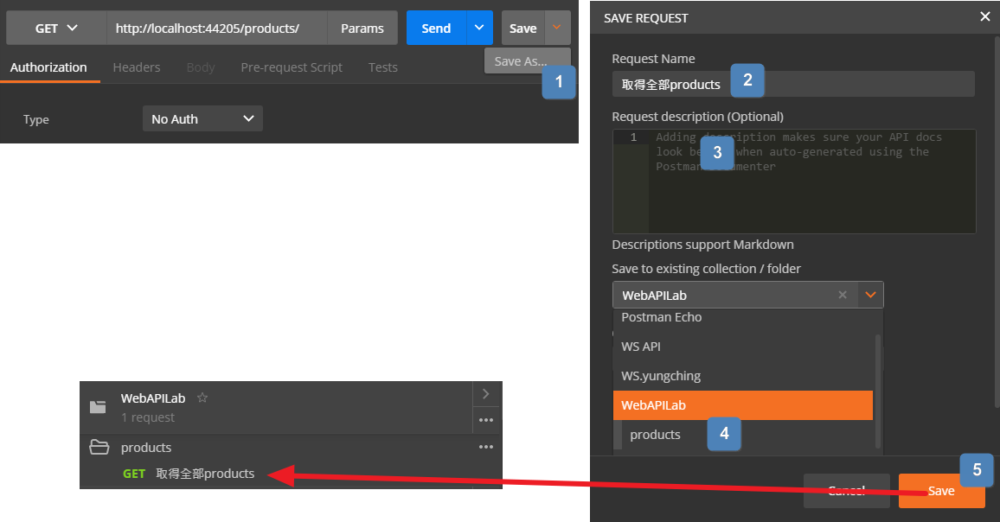 GET http://localhost:44205/products/ Params Send Save
Save As...
1
Authorization Headers Body Pre-request Script Tests
Type No Auth
SAVE REQUEST
Request Name
取得全部products 2
Request description (Optional)
1 Adding description makes sure your API docs
look be when auto-generated using the
3
Postman umenter
Descriptions support Markdown
Save to existing collection / folder
WebAPILab
Postman Echo
WS API
WS.yungching
WebAPILab
products 4
5
Cancel Save
WebAPILab
1 request
products
GET 取得全部products